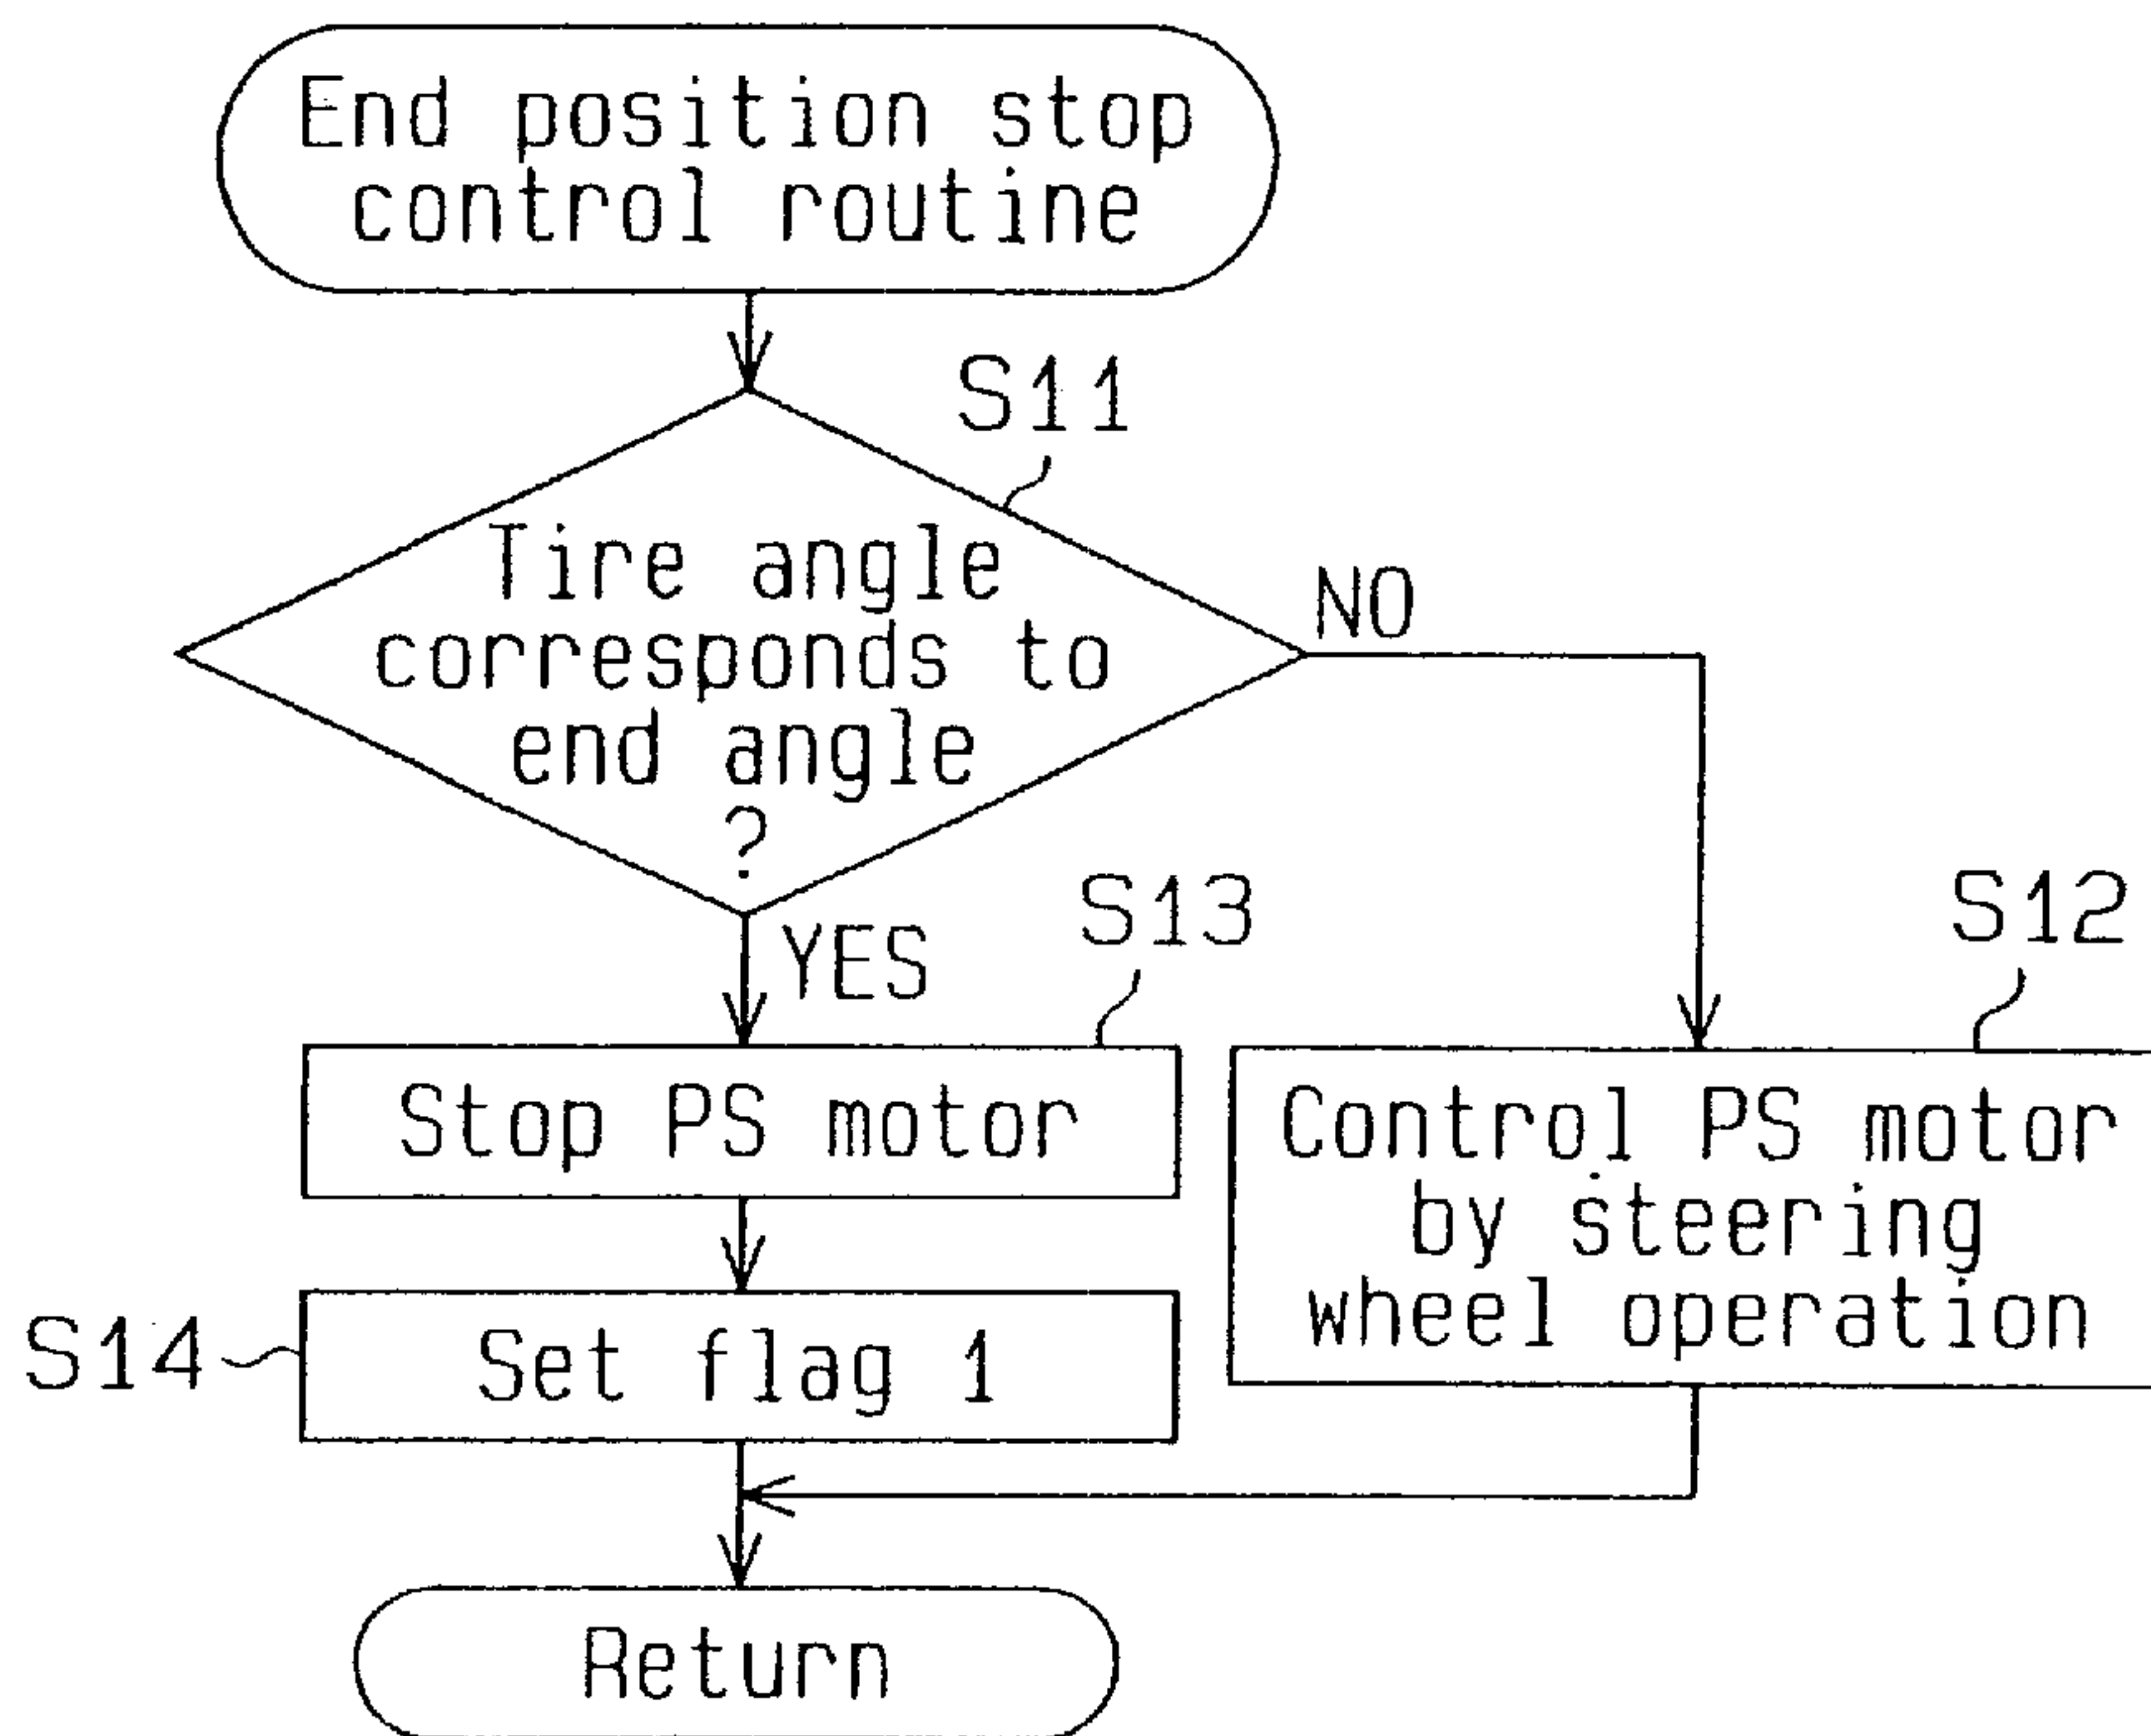 End position stop
control routine
S11
Tire angle
corresponds to
end angle
?
NO
YES
S13
S12
Stop PS motor
Control PS motor
by steering
wheel operation
S14
Set flag 1
Return